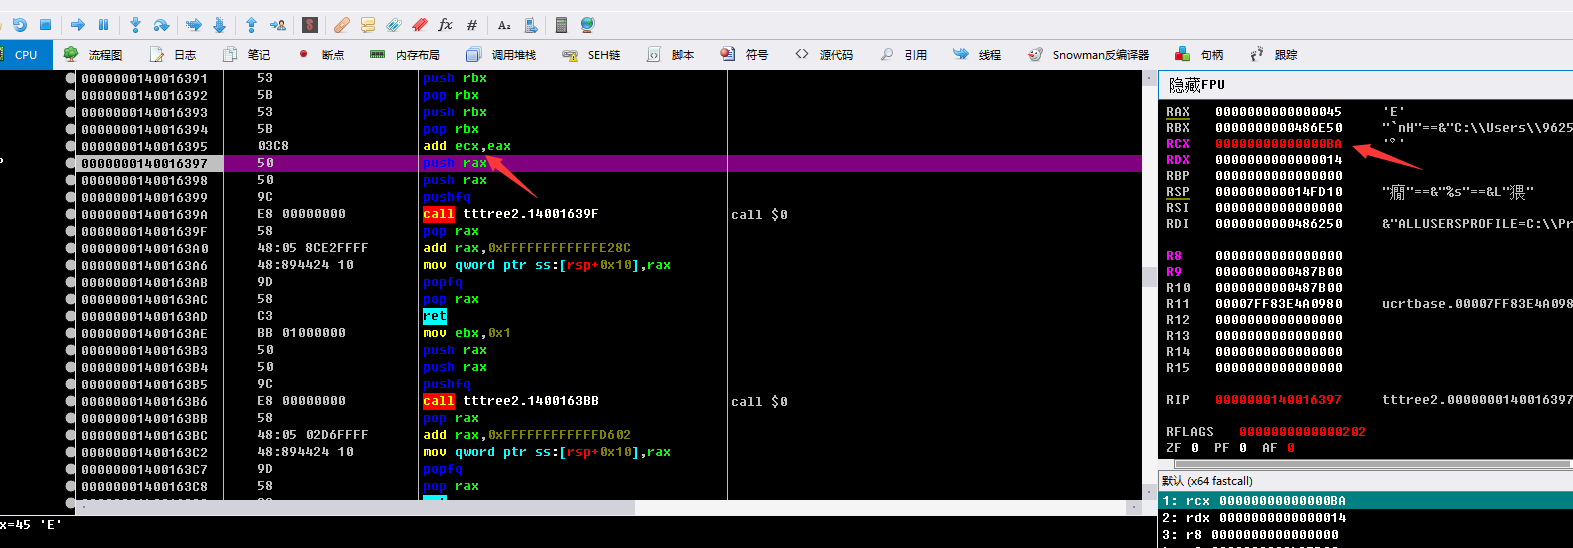 fx # Az
CPU 流程图 日志 笔记 断点 内存布局 调用堆栈 SEH链 脚本 符号 源代码 引用 线程 Snowman反编译器 句柄 跟踪
0000000140016391 53 push rbx
0000000140016392 5B pop rbx
0000000140016393 53 push rbx
0000000140016394 5B pop rbx
0000000140016395 03C8 add ecx,eax
0000000140016397 50 push rax
0000000140016398 50 push rax
0000000140016399 9C pushfq
000000014001639A E8 00000000 call tttree2.14001639F call $0
000000014001639F 58 pop rax
00000001400163A0 48:05 8CE2FFFF add rax,0xFFFFFFFFFFFFE28C
00000001400163A6 48:894424 10 mov qword ptr ss:[rsp+0x10],rax
00000001400163AB 9D popfq
00000001400163AC 58 pop rax
00000001400163AD C3 ret
00000001400163AE BB 01000000 mov ebx,0x1
00000001400163B3 50 push rax
00000001400163B4 50 push rax
00000001400163B5 9C pushfq
00000001400163B6 E8 00000000 call tttree2.1400163BB call $0
00000001400163BB 58 pop rax
00000001400163BC 48:05 02D6FFFF add rax,0xFFFFFFFFFFFFD602
00000001400163C2 48:894424 10 mov qword ptr ss:[rsp+0x10],rax
00000001400163C7 9D popfq
00000001400163C8 58 pop rax
x=45 'E'
隐藏FPU
RAX 0000000000000045 'E'
RBX 0000000000486E50 "`nH"==&"C:\\Users\\9625
RCX 00000000000000BA '°'
RDX 0000000000000014
RBP 0000000000000000
RSP 000000000014FD10 "癎"==&"%s"==&L"猥"
RSI 0000000000000000
RDI 0000000000486250 &"ALLUSERSPROFILE=C:\\Pr
R8 0000000000000000
R9 0000000000487B00
R10 0000000000487B00
R11 00007FF83E4A0980 ucrtbase.00007FF83E4A098
R12 0000000000000000
R13 0000000000000000
R14 0000000000000000
R15 0000000000000000
RIP 0000000140016397 tttree2.0000000140016397
RFLAGS 0000000000000202
ZF 0 PF 0 AF 0
默认 (x64 fastcall)
1: rcx 00000000000000BA
2: rdx 0000000000000014
3: r8 0000000000000000